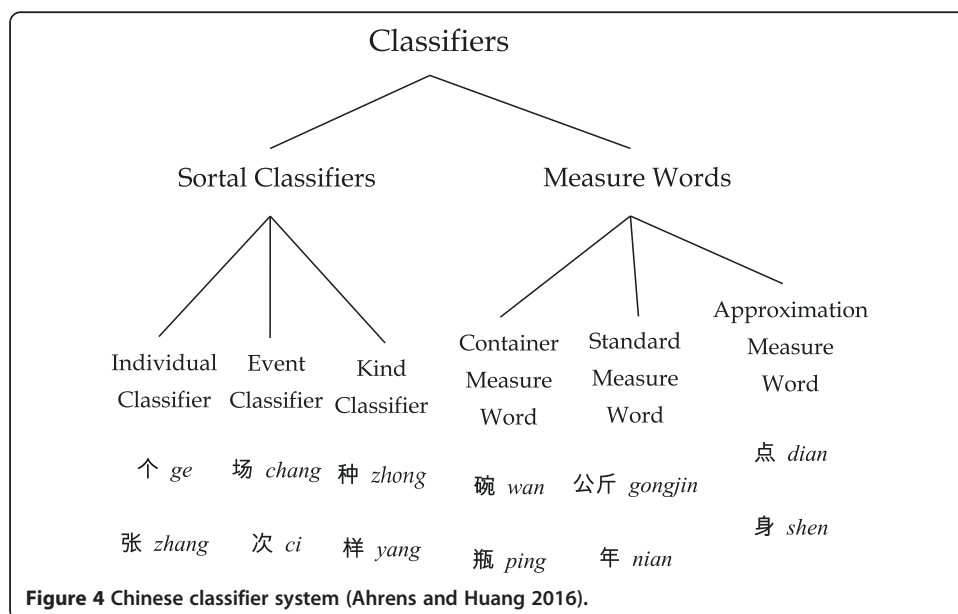 Classifiers
Sortal Classifiers
Measure Words
Individual
Classifier
Event
Classifier
Kind
Classifier
Container
Measure
Word
Standard
Measure
Word
Approximation
Measure
Word
个 ge
场 chang
种 zhong
碗 wan
公斤 gongjin
点 dian
张 zhang
次 ci
样 yang
瓶 ping
年 nian
身 shen
Figure 4 Chinese classifier system (Ahrens and Huang 2016).